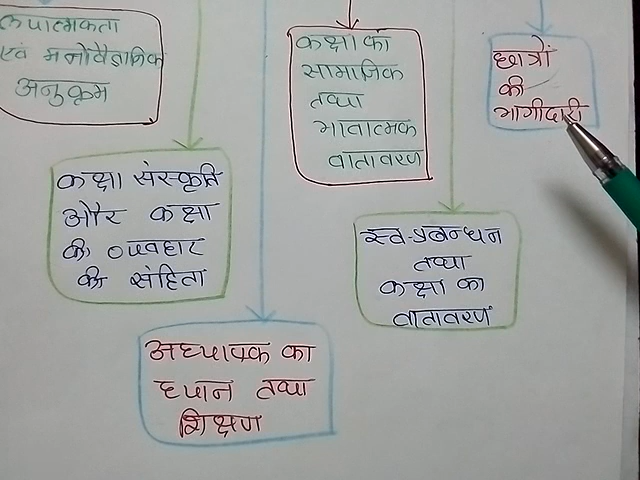 एवं मनोवैज्ञानिक
अनुक्रम
कक्षा का
सामाजिक
तथा
भावात्मक
वातावरण
छात्रों
की
भागीदारी
कक्षा संस्कृति
और कक्षा
की व्यवहार
की संहिता
स्व-प्रबन्धन
तथा
कक्षा का
वातावरण
अध्यापक का
ध्यान तथा
शिक्षण